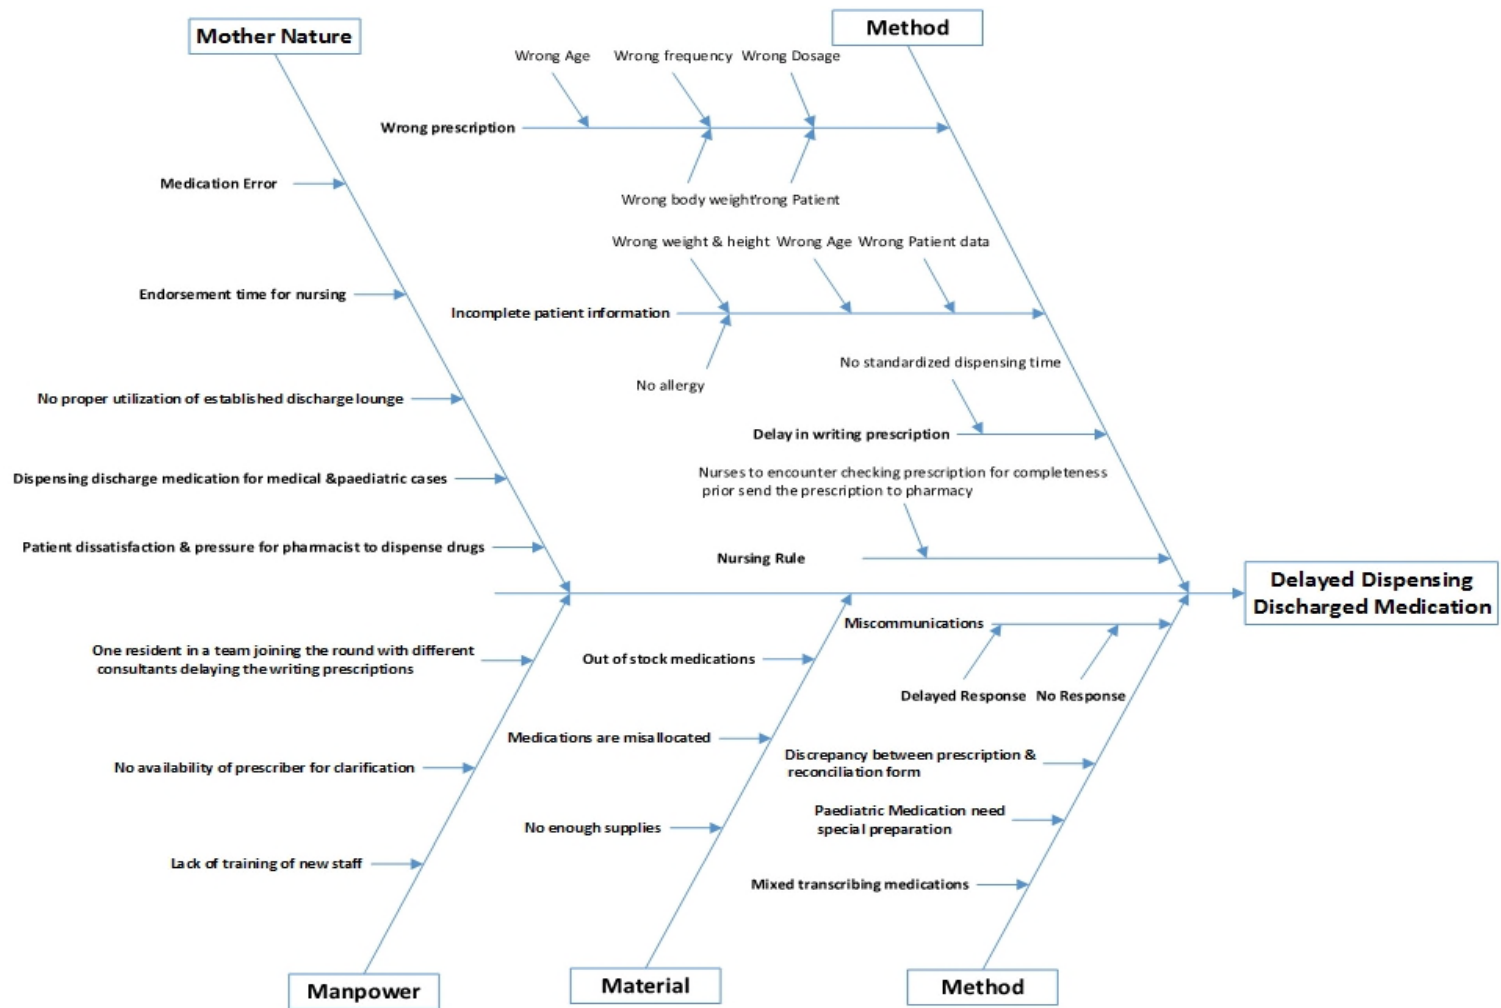 Mother Nature
Method
Wrong Age
Wrong frequency
Wrong Dosage
Wrong prescription
Wrong body weight
'rong Patient
Medication Error
Wrong weight & height
Wrong Age
Wrong Patient data
Endorsement time for nursing
Incomplete patient information
No allergy
No standardized dispensing time
No proper utilization of established discharge lounge
Delay in writing prescription
Dispensing discharge medication for medical &paediatric cases
Nurses to encounter checking prescription for completeness
prior send the prescription to pharmacy
Patient dissatisfaction & pressure for pharmacist to dispense drugs
Nursing Rule
Delayed Dispensing
Discharged Medication
Miscommunications
One resident in a team joining the round with different
consultants delaying the writing prescriptions
Out of stock medications
Delayed Response
No Response
Medications are misallocated
Discrepancy between prescription &
reconciliation form
No availability of prescriber for clarification
Paediatric Medication need
special preparation
No enough supplies
Lack of training of new staff
Mixed transcribing medications
Manpower
Material
Method